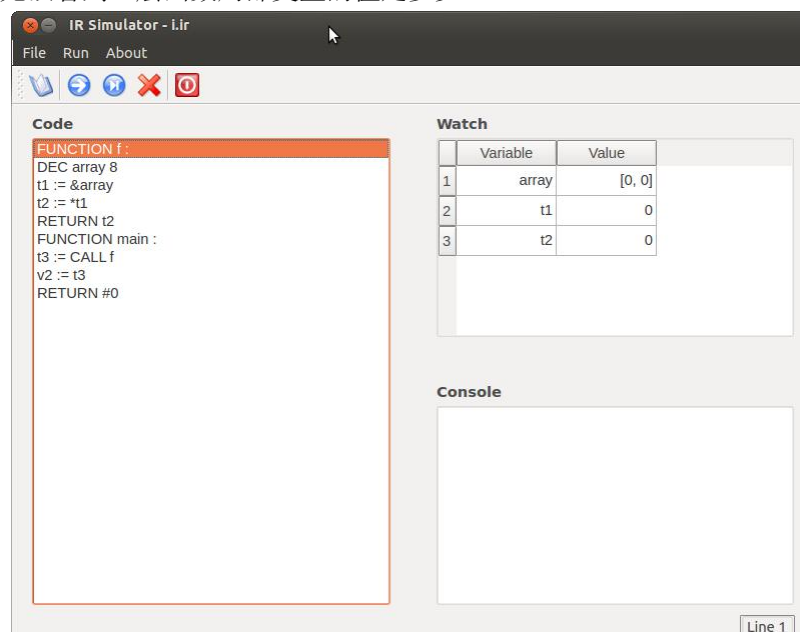 IR Simulator - i.ir
File Run About
Code
FUNCTION f :
DEC array 8
t1 := &array
t2 := *t1
RETURN t2
FUNCTION main :
t3 := CALL f
v2 := t3
RETURN #0
Watch
Variable Value
1 array [0, 0]
2 t1 0
3 t2 0
Console
Line 1